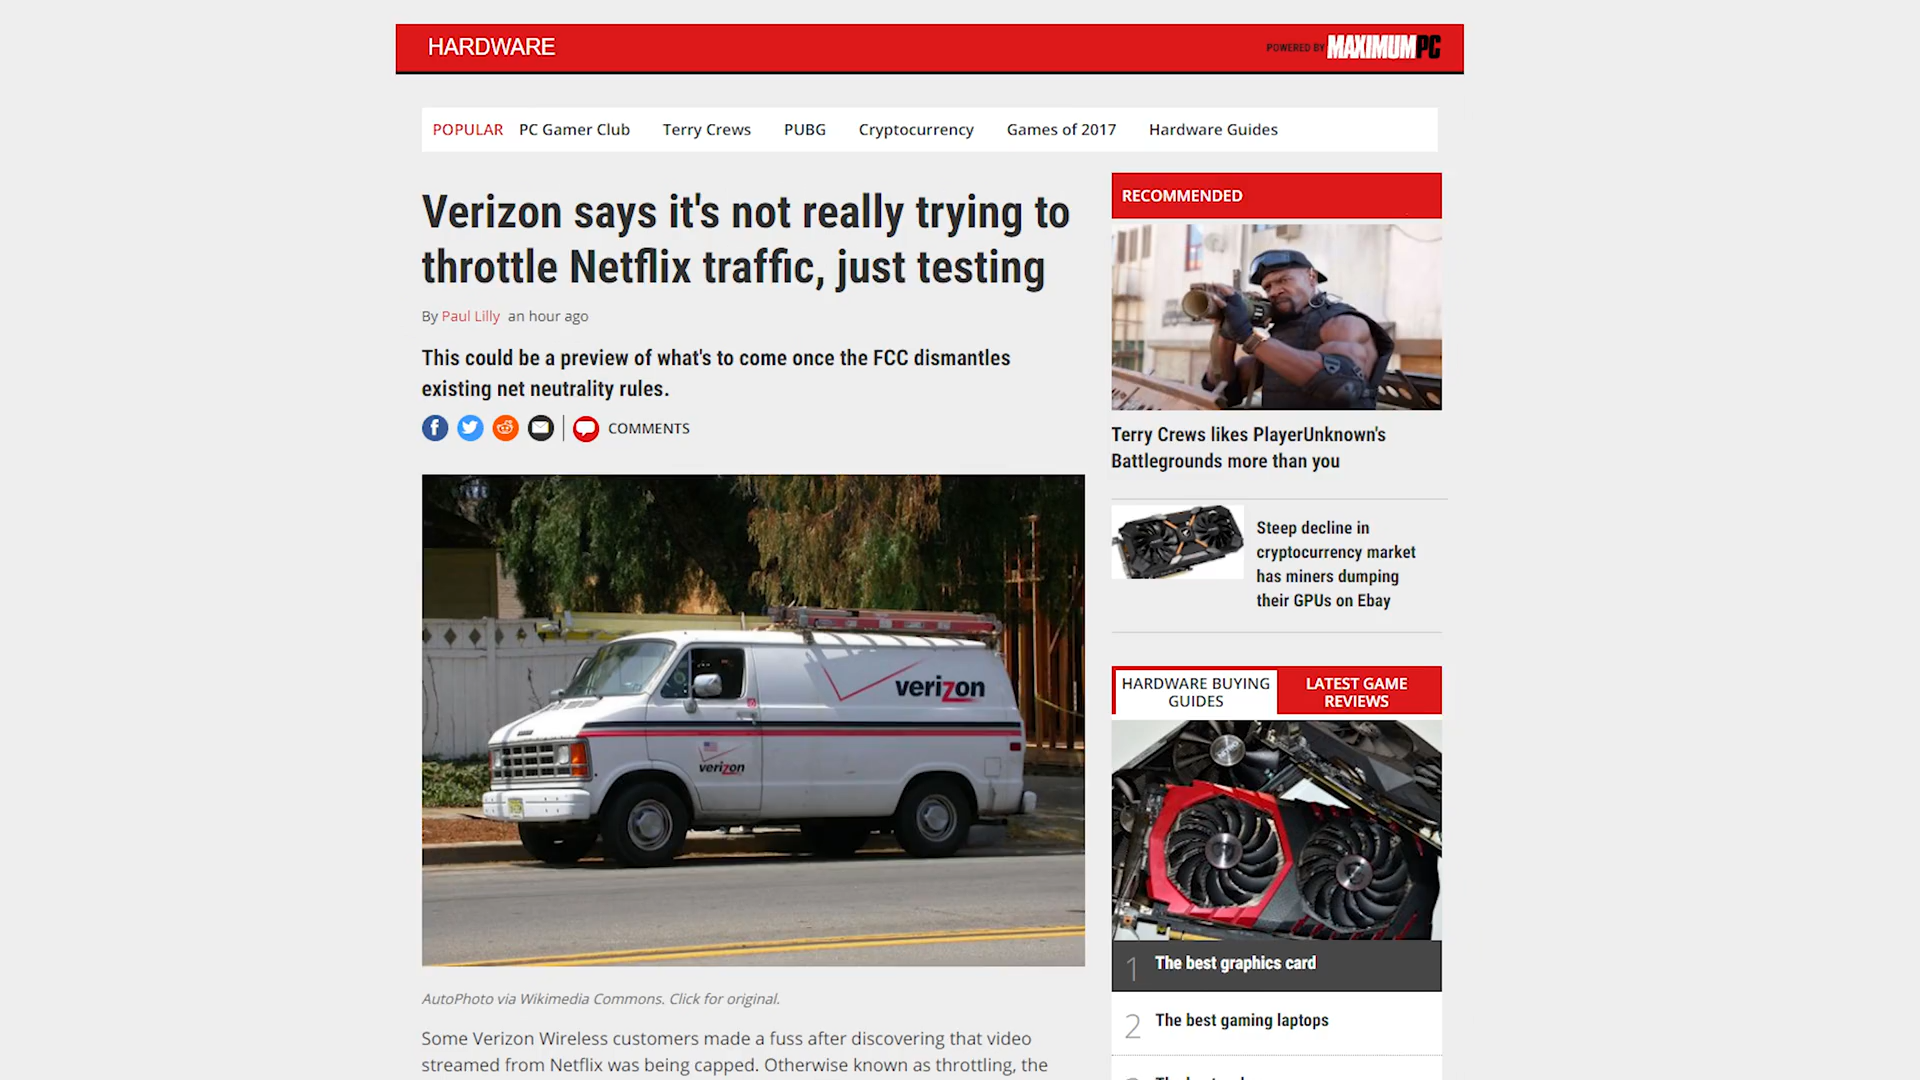 HARDWARE
POWERED BY MAXIMUMPC
POPULAR PC Gamer Club Terry Crews PUBG Cryptocurrency Games of 2017 Hardware Guides
Verizon says it's not really trying to
throttle Netflix traffic, just testing
By Paul Lilly an hour ago
This could be a preview of what's to come once the FCC dismantles
existing net neutrality rules.
COMMENTS
verizon
verizon
AutoPhoto via Wikimedia Commons. Click for original.
Some Verizon Wireless customers made a fuss after discovering that video
streamed from Netflix was being capped. Otherwise known as throttling, the
RECOMMENDED
Terry Crews likes PlayerUnknown's
Battlegrounds more than you
Steep decline in
cryptocurrency market
has miners dumping
their GPUs on Ebay
HARDWARE BUYING
GUIDES
LATEST GAME
REVIEWS
1 The best graphics card
2 The best gaming laptops